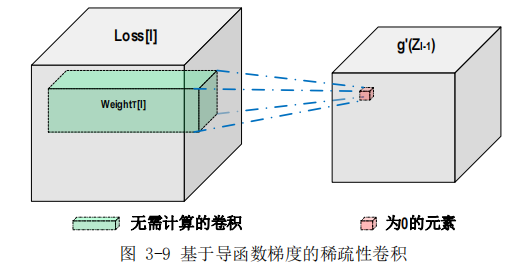 Loss[l]
g'(Zl-1)
WeightT[l]
无需计算的卷积
为0的元素
图 3-9 基于导函数梯度的稀疏性卷积